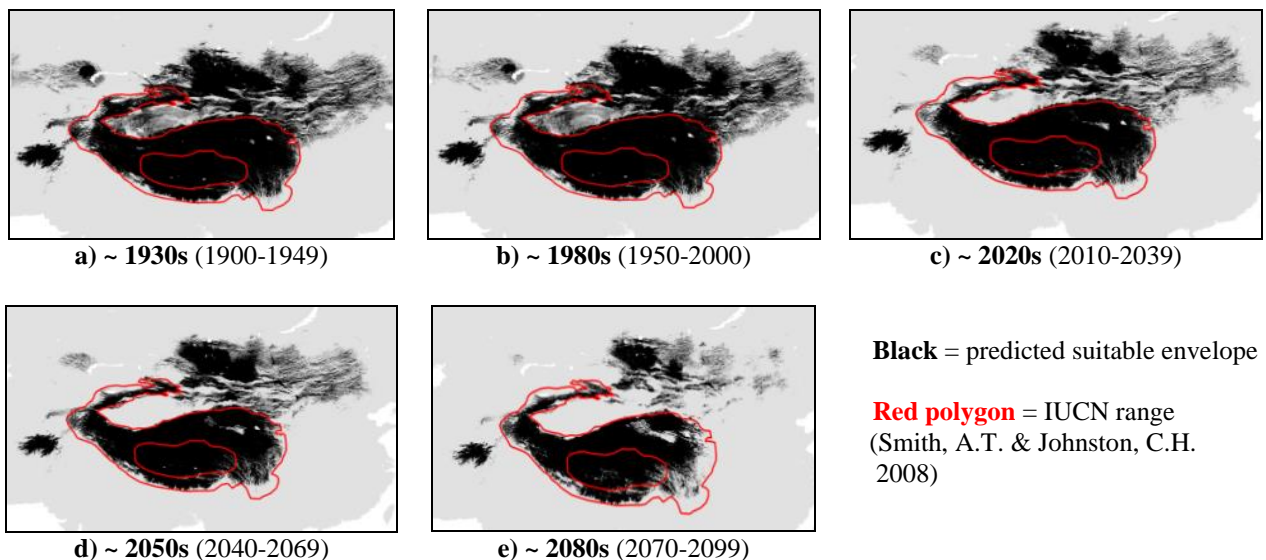 a) ~ 1930s (1900-1949)
b) ~ 1980s (1950-2000)
c) ~ 2020s (2010-2039)
d) ~ 2050s (2040-2069)
e) ~ 2080s (2070-2099)
Black = predicted suitable envelope
Red polygon = IUCN range
(Smith, A.T. & Johnston, C.H.
2008)